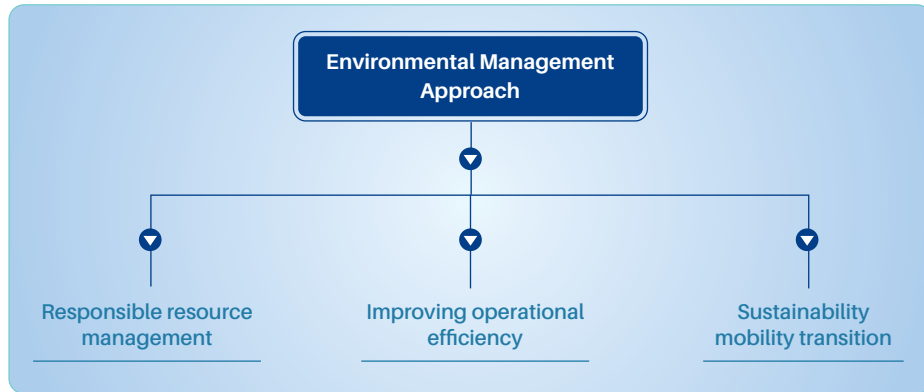 Environmental Management
Approach
Responsible resource
management
Improving operational
efficiency
Sustainability
mobility transition